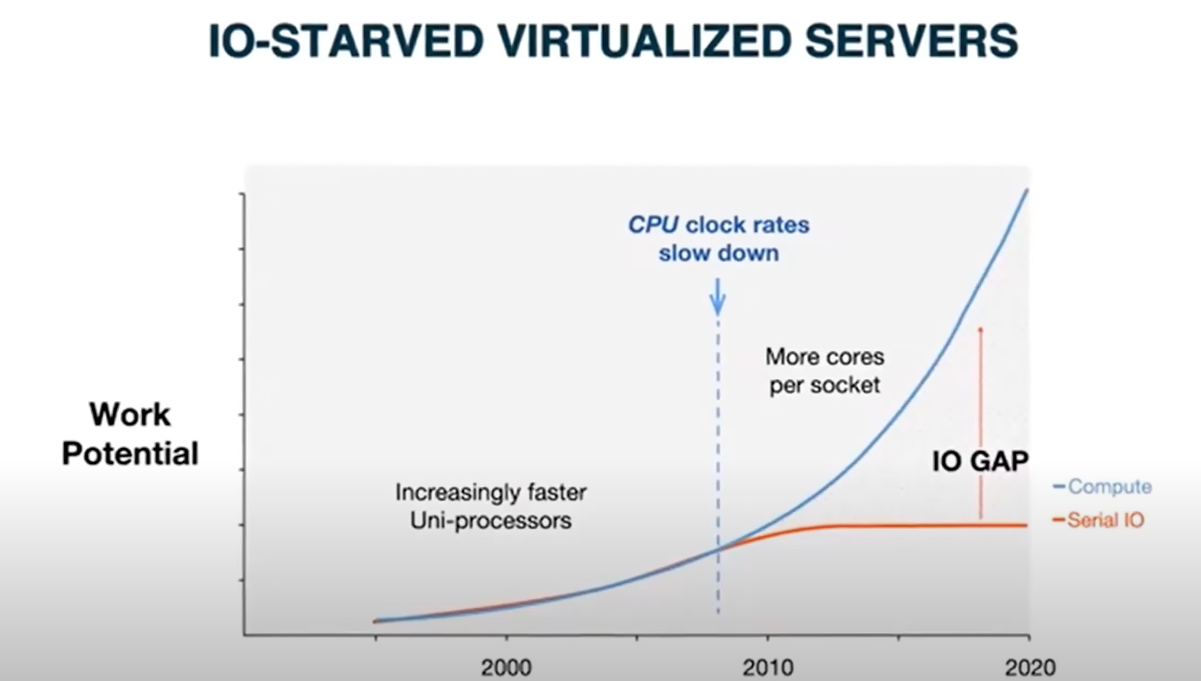 IO-STARVED VIRTUALIZED SERVERS
CPU clock rates
slow down
More cores
per socket
Work
Potential
IO GAP
Increasingly faster
Uni-processors
Compute
Serial IO
2000
2010
2020